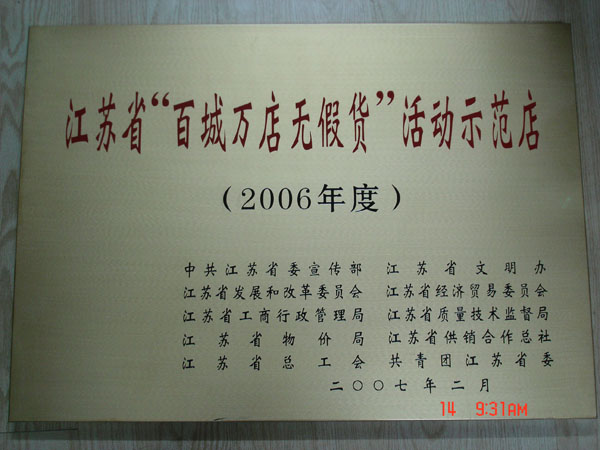 江苏省“百城万店无假货”活动示范店
(2006年度)
中共江苏省委宣传部 江苏省文明办
江苏省发展和改革委员会 江苏省经济贸易委员会
江苏省工商行政管理局 江苏省质量技术监督局
江苏省物价局 江苏省供销合作总社
江苏省总工会 共青团江苏省委
二〇〇七年二月
14 9:31AM